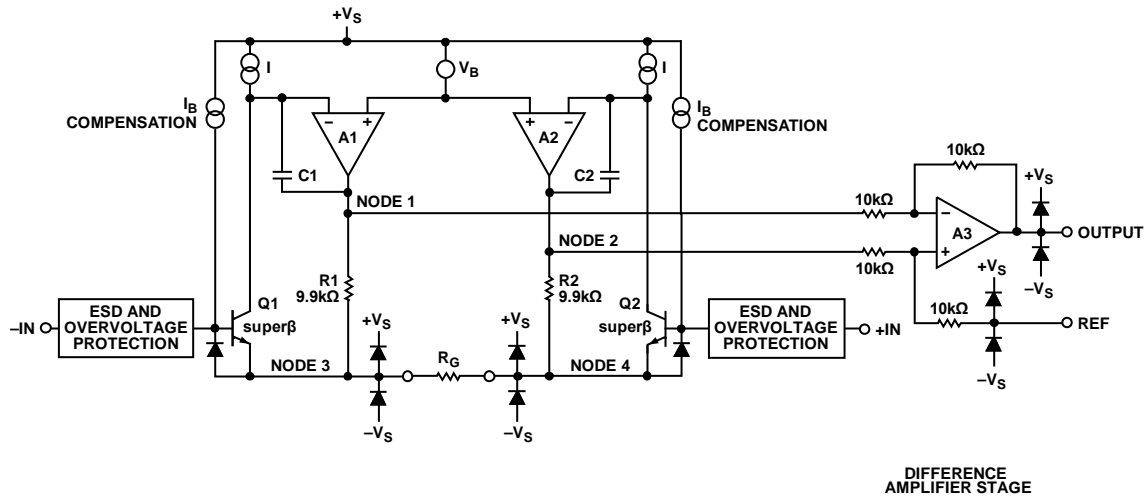 +VS
I
VB
I
IB
COMPENSATION
IB
COMPENSATION
−
+
A1
+
−
A2
C1
C2
NODE 1
NODE 2
10kΩ
+VS
10kΩ
−
A3
+
OUTPUT
10kΩ
−VS
+VS
10kΩ
REF
−VS
R1
9.9kΩ
R2
9.9kΩ
Q1
superβ
Q2
superβ
ESD AND
OVERVOLTAGE
PROTECTION
−IN
ESD AND
OVERVOLTAGE
PROTECTION
+IN
+VS
+VS
NODE 3
RG
NODE 4
−VS
−VS
DIFFERENCE
AMPLIFIER STAGE